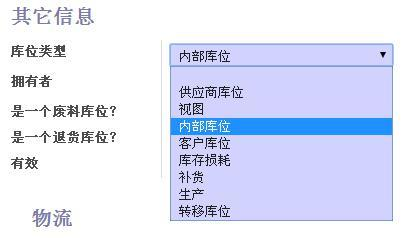 其它信息
库位类型
内部库位
拥有者
是一个废料库位?
是一个退货库位?
有效
供应商库位
视图
内部库位
客户库位
库存损耗
补货
生产
转移库位
物流